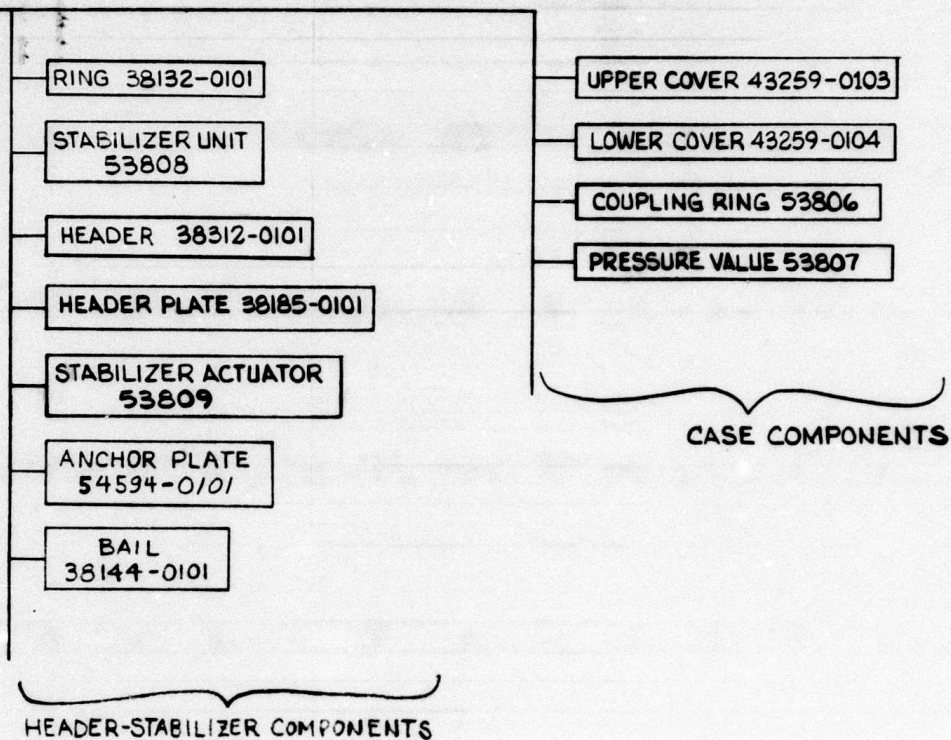 RING 38132-0101
STABILIZER UNIT
53808
HEADER 38312-0101
HEADER PLATE 38185-0101
STABILIZER ACTUATOR
53809
ANCHOR PLATE
54594-0101
BAIL
38144-0101
HEADER-STABILIZER COMPONENTS
UPPER COVER 43259-0103
LOWER COVER 43259-0104
COUPLING RING 53806
PRESSURE VALUE 53807
CASE COMPONENTS